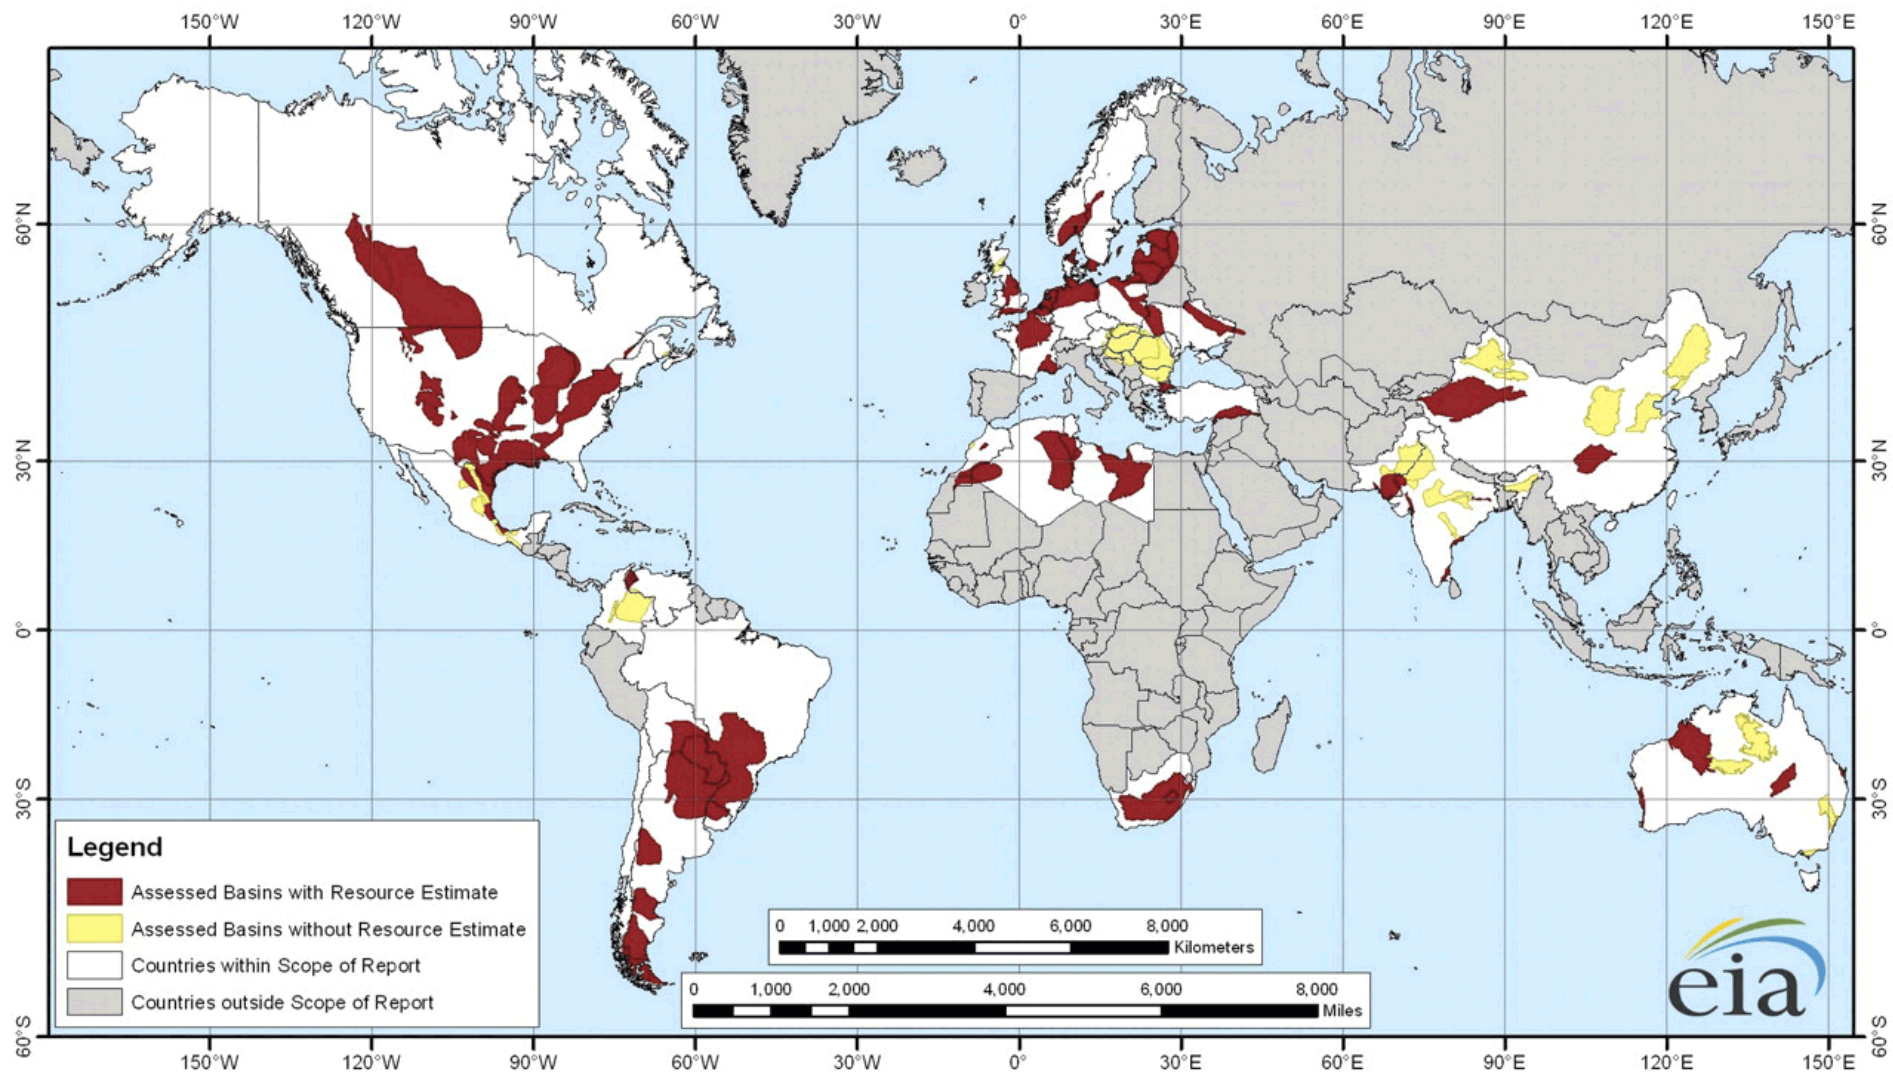 150°W 120°W 90°W 60°W 30°W 0° 30°E 60°E 90°E 120°E 150°E
60°N 60°N
30°N 30°N
0° 0°
30°S 30°S
Legend
Assessed Basins with Resource Estimate
Assessed Basins without Resource Estimate
Countries within Scope of Report
Countries outside Scope of Report
0 1,000 2,000 4,000 6,000 8,000
Kilometers
0 1,000 2,000 4,000 6,000 8,000
Miles
eia
60°S 60°S
150°W 120°W 90°W 60°W 30°W 0° 30°E 60°E 90°E 120°E 150°E